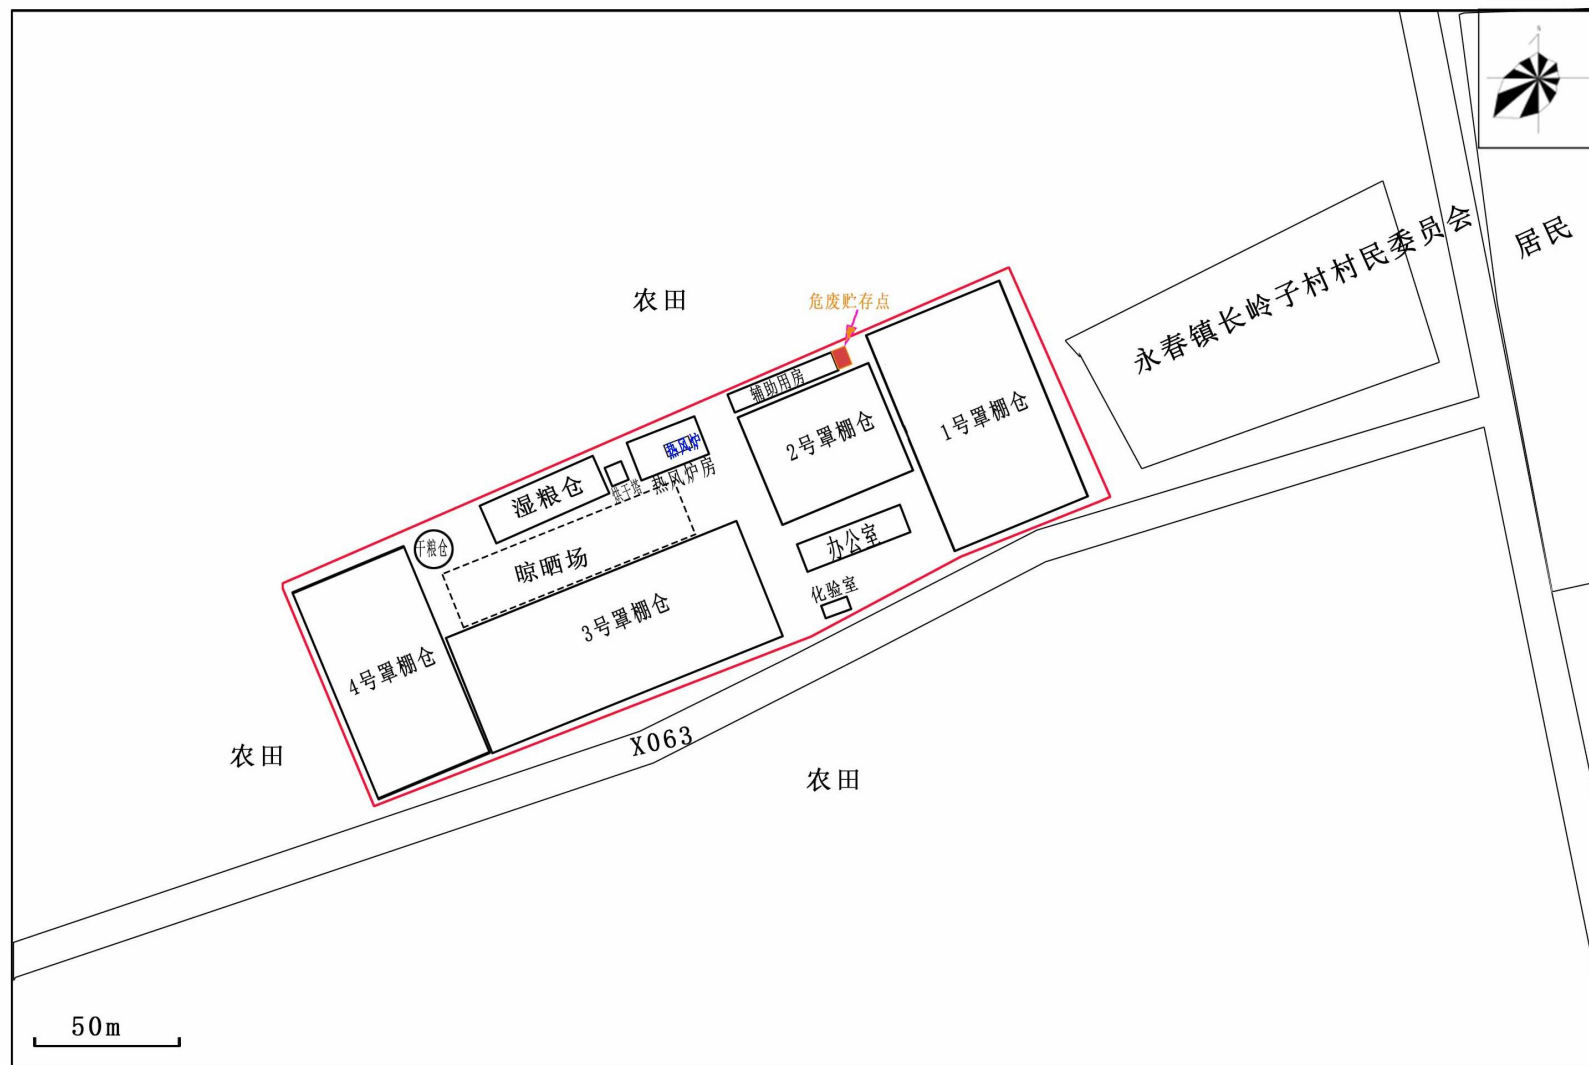 N
居民
永春镇长岭子村村民委员会
农田
危废贮存点
辅助用房
1号罩棚仓
2号罩棚仓
热风炉
热风炉房
烘干塔
湿粮仓
干粮仓
晾晒场
办公室
化验室
3号罩棚仓
4号罩棚仓
农田
X063
农田
50m